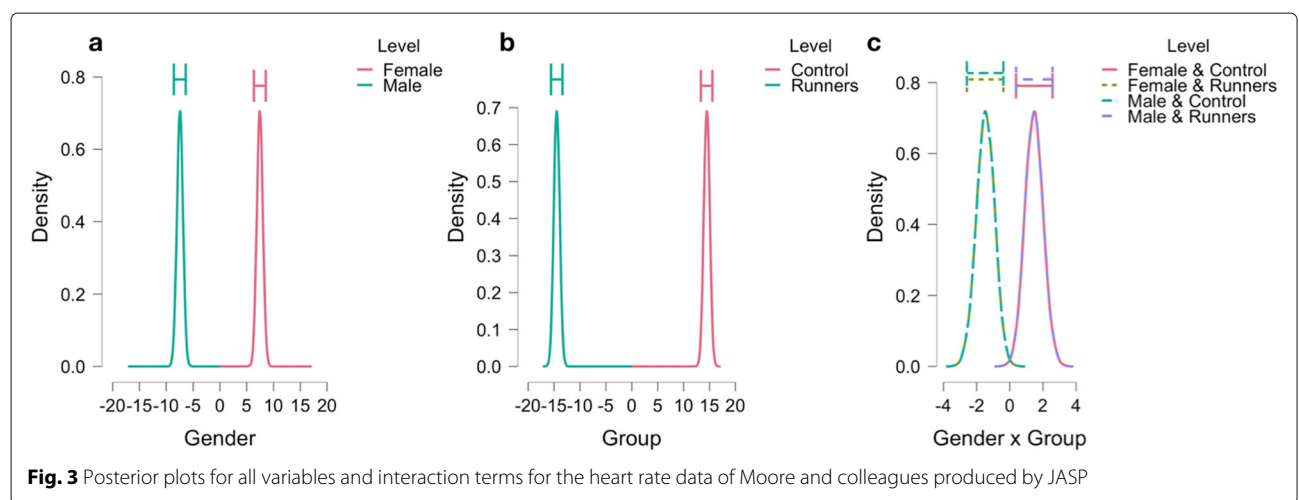 a
Level
Female
Male
0.8
0.6
0.4
0.2
0.0
Density
-20 -15 -10 -5 0 5 10 15 20
Gender
b
Level
Control
Runners
0.7
0.6
0.5
0.4
0.3
0.2
0.1
0.0
Density
-20 -15 -10 -5 0 5 10 15 20
Group
c
Level
Female & Control
Female & Runners
Male & Control
Male & Runners
0.8
0.6
0.4
0.2
0.0
Density
-4 -2 0 2 4
Gender x Group
Fig. 3 Posterior plots for all variables and interaction terms for the heart rate data of Moore and colleagues produced by JASP